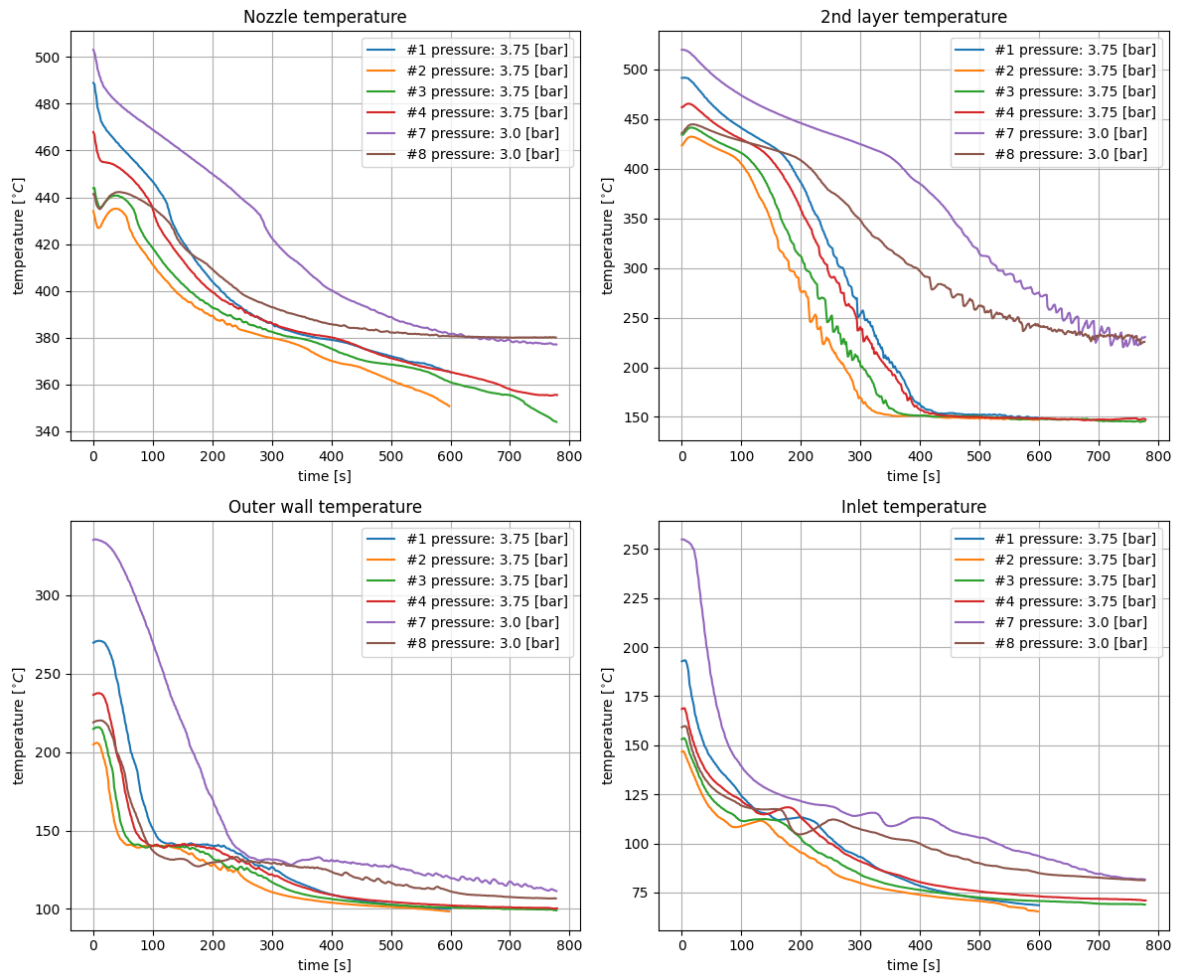 Nozzle temperature
500
480
460
440
420
400
380
360
340
temperature [°C]
#1 pressure: 3.75 [bar]
#2 pressure: 3.75 [bar]
#3 pressure: 3.75 [bar]
#4 pressure: 3.75 [bar]
#7 pressure: 3.0 [bar]
#8 pressure: 3.0 [bar]
0 100 200 300 400 500 600 700 800
time [s]
2nd layer temperature
500
450
400
350
300
250
200
150
temperature [°C]
#1 pressure: 3.75 [bar]
#2 pressure: 3.75 [bar]
#3 pressure: 3.75 [bar]
#4 pressure: 3.75 [bar]
#7 pressure: 3.0 [bar]
#8 pressure: 3.0 [bar]
0 100 200 300 400 500 600 700 800
time [s]
Outer wall temperature
300
250
200
150
100
temperature [°C]
#1 pressure: 3.75 [bar]
#2 pressure: 3.75 [bar]
#3 pressure: 3.75 [bar]
#4 pressure: 3.75 [bar]
#7 pressure: 3.0 [bar]
#8 pressure: 3.0 [bar]
0 100 200 300 400 500 600 700 800
time [s]
Inlet temperature
250
225
200
175
150
125
100
75
temperature [°C]
#1 pressure: 3.75 [bar]
#2 pressure: 3.75 [bar]
#3 pressure: 3.75 [bar]
#4 pressure: 3.75 [bar]
#7 pressure: 3.0 [bar]
#8 pressure: 3.0 [bar]
0 100 200 300 400 500 600 700 800
time [s]